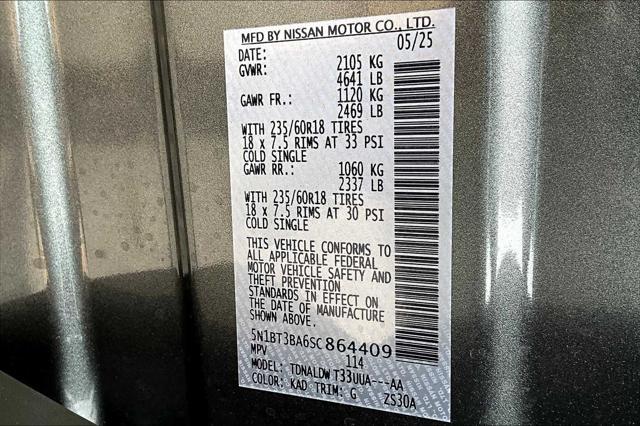 MFD BY NISSAN MOTOR CO., LTD.
DATE: 05/25
GVWR: 2105 KG
4641 LB
GAWR FR.: 1120 KG
2469 LB
WITH 235/60R18 TIRES
18 x 7.5 RIMS AT 33 PSI
COLD SINGLE
GAWR RR.: 1060 KG
2337 LB
WITH 235/60R18 TIRES
18 x 7.5 RIMS AT 30 PSI
COLD SINGLE
THIS VEHICLE CONFORMS TO
ALL APPLICABLE FEDERAL
MOTOR VEHICLE SAFETY AND
THEFT PREVENTION
STANDARDS IN EFFECT ON
THE DATE OF MANUFACTURE
SHOWN ABOVE.
5N1BT3BA6SC864409
MPV 114
MODEL: TDNALDWT33UUA---AA
COLOR: KAD TRIM: G ZS30A